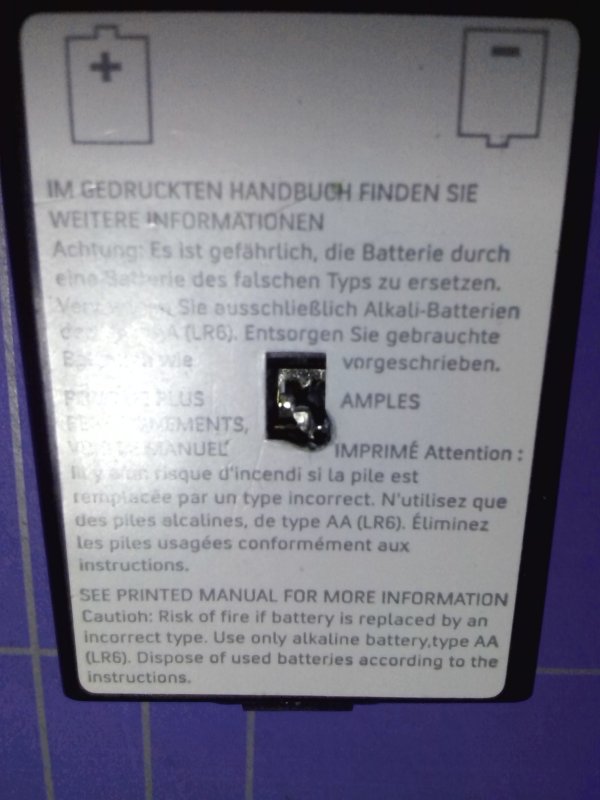 +
-
IM GEDRUCKTEN HANDBUCH FINDEN SIE
WEITERE INFORMATIONEN
Achtung: Es ist gefährlich, die Batterie durch
eine Batterie des falschen Typs zu ersetzen.
Verwenden Sie ausschließlich Alkali-Batterien
AA (LR6). Entsorgen Sie gebrauchte
wie vorgeschrieben.
PLUS AMPLES
MANUEL IMPRIMÉ Attention :
Il y a un risque d'incendi si la pile est
remplacée par un type incorrect. N'utilisez que
des piles alcalines, de type AA (LR6). Éliminez
les piles usagées conformément aux
instructions.
SEE PRINTED MANUAL FOR MORE INFORMATION
Cautioh: Risk of fire if battery is replaced by an
incorrect type. Use only alkaline battery,type AA
(LR6). Dispose of used batteries according to the
instructions.